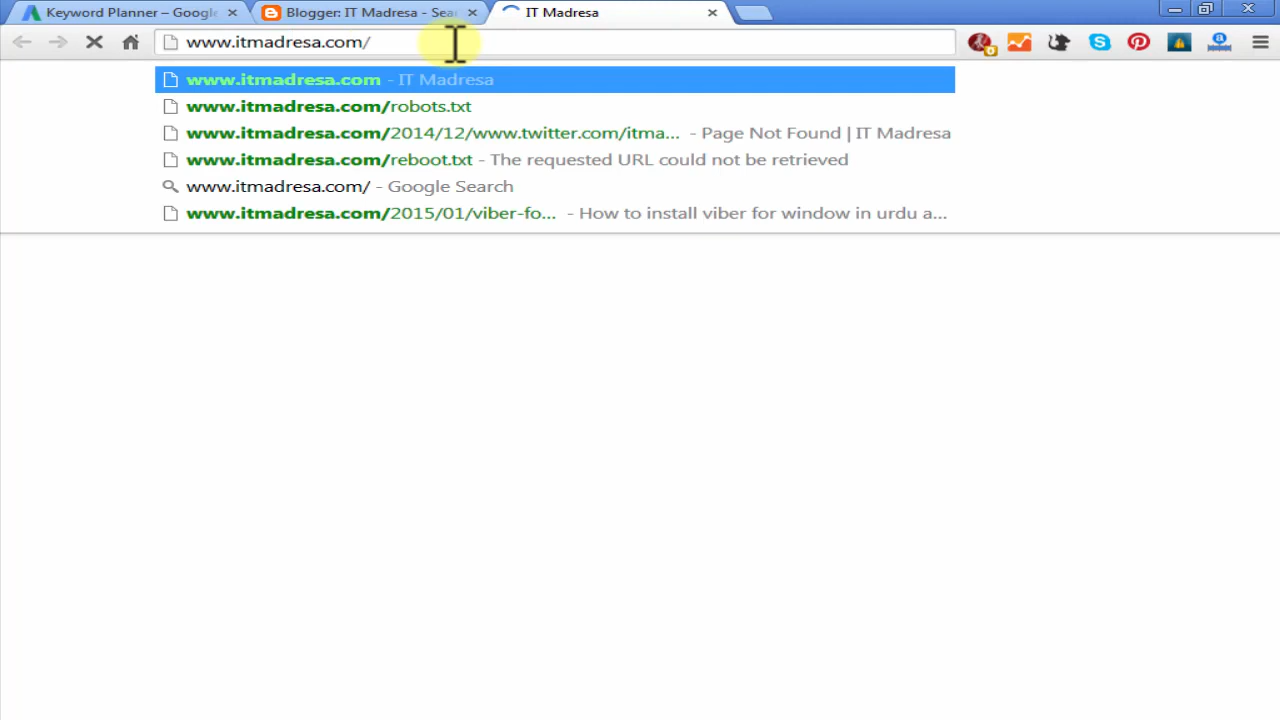 Keyword Planner – Google
Blogger: IT Madresa - Sea
IT Madresa
www.itmadresa.com/
www.itmadresa.com - IT Madresa
www.itmadresa.com/robots.txt
www.itmadresa.com/2014/12/www.twitter.com/itma... - Page Not Found | IT Madresa
www.itmadresa.com/reboot.txt - The requested URL could not be retrieved
www.itmadresa.com/ - Google Search
www.itmadresa.com/2015/01/viber-fo... - How to install viber for window in urdu a...